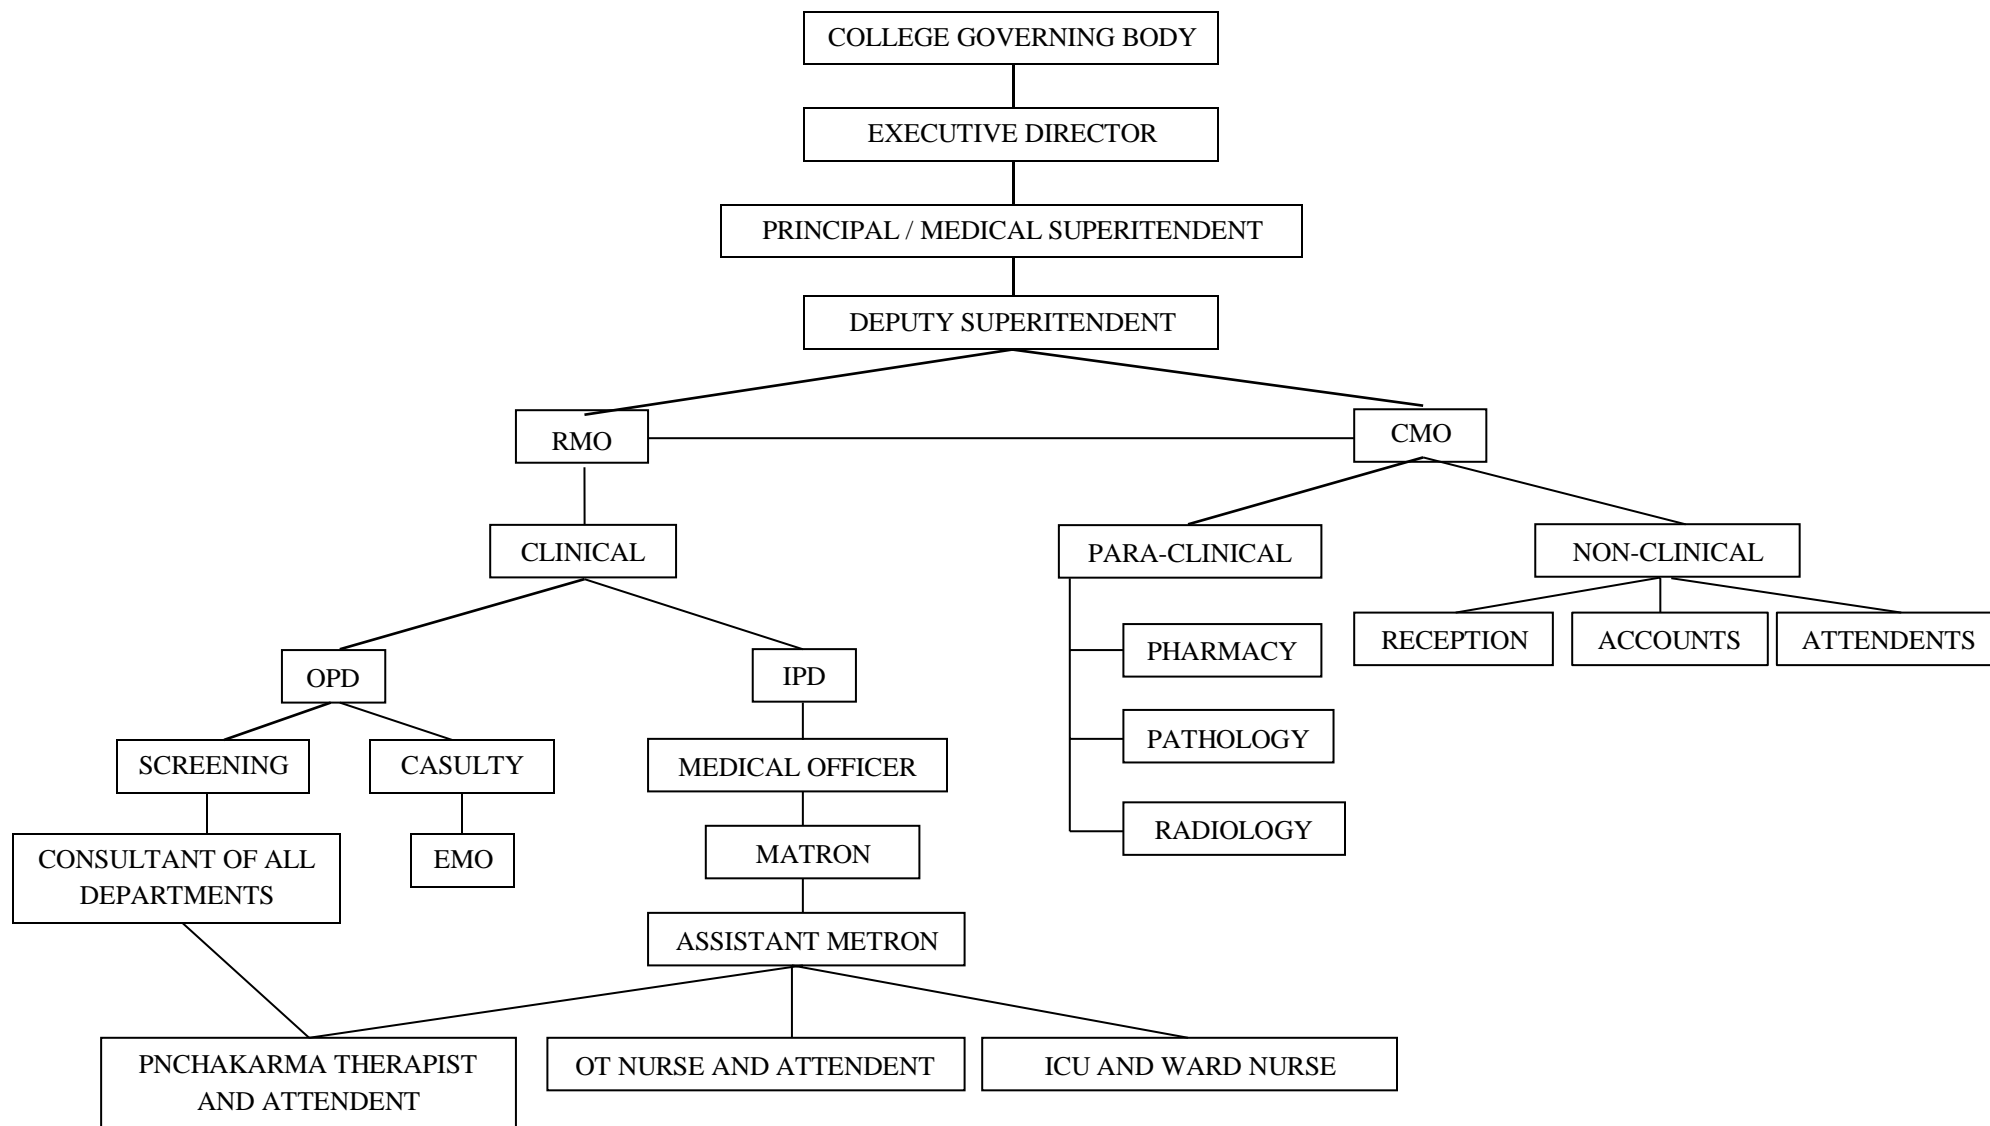 COLLEGE GOVERNING BODY
EXECUTIVE DIRECTOR
PRINCIPAL / MEDICAL SUPERITENDENT
DEPUTY SUPERITENDENT
RMO
CMO
CLINICAL
PARA-CLINICAL
NON-CLINICAL
RECEPTION
ACCOUNTS
ATTENDENTS
PHARMACY
OPD
IPD
PATHOLOGY
SCREENING
CASULTY
MEDICAL OFFICER
RADIOLOGY
CONSULTANT OF ALL
DEPARTMENTS
EMO
MATRON
ASSISTANT METRON
PNCHAKARMA THERAPIST
AND ATTENDENT
OT NURSE AND ATTENDENT
ICU AND WARD NURSE